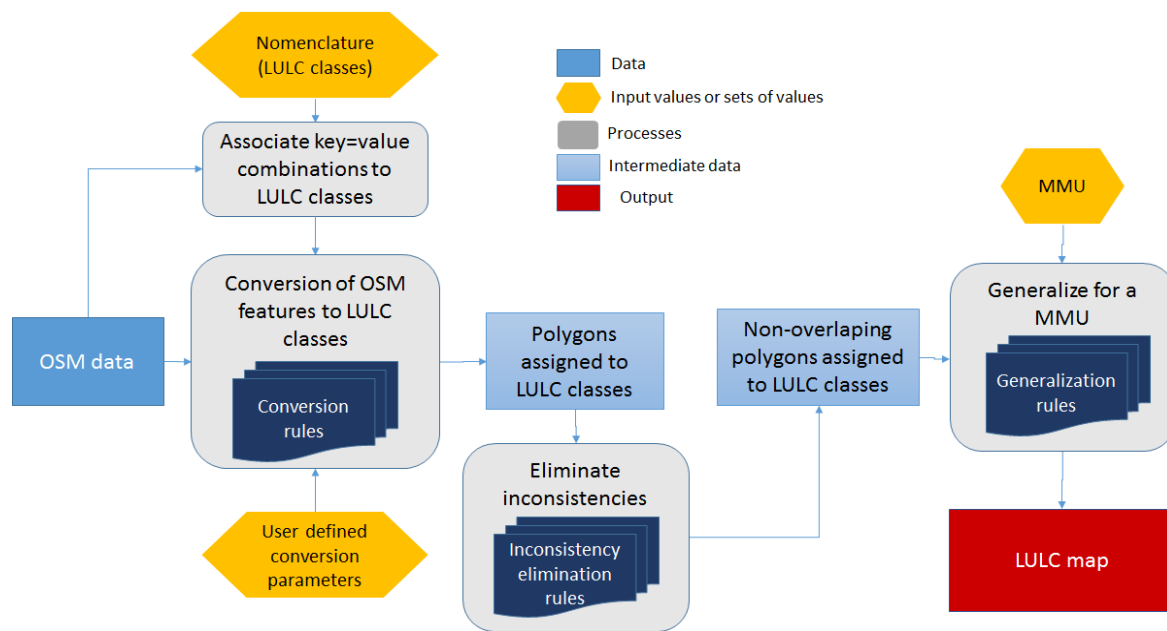 Nomenclature
(LULC classes)
Data
Input values or sets of values
Processes
Intermediate data
Output
Associate key=value
combinations to
LULC classes
MMU
Conversion of OSM
features to LULC
classes
Conversion
rules
OSM data
Polygons
assigned to
LULC classes
Non-overlaping
polygons assigned
to LULC classes
Generalize for a
MMU
Generalization
rules
Eliminate
inconsistencies
Inconsistency
elimination
rules
User defined
conversion
parameters
LULC map